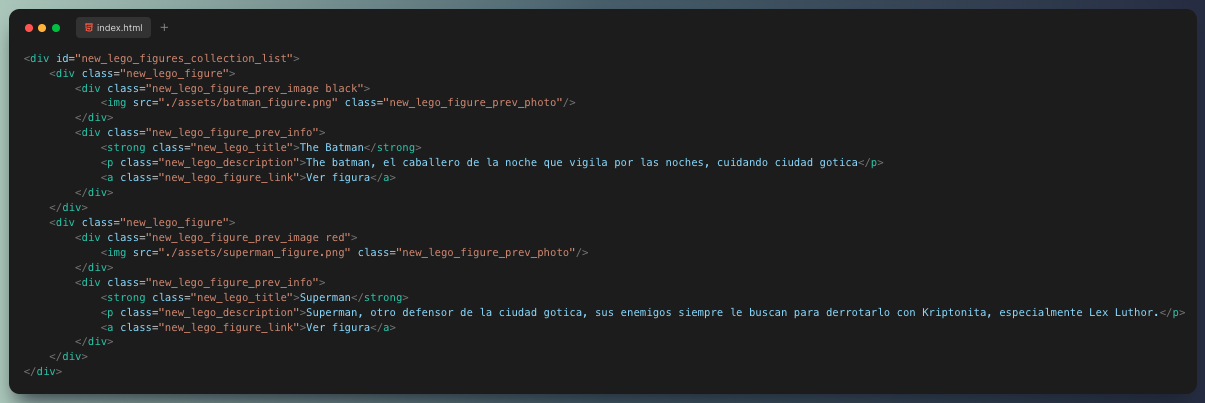 index.html +
<div id="new_lego_figures_collection_list">
    <div class="new_lego_figure">
        <div class="new_lego_figure_prev_image black">
            <img src="./assets/batman_figure.png" class="new_lego_figure_prev_photo"/>
        </div>
        <div class="new_lego_figure_prev_info">
            <strong class="new_lego_title">The Batman</strong>
            <p class="new_lego_description">The batman, el caballero de la noche que vigila por las noches, cuidando ciudad gotica</p>
            <a class="new_lego_figure_link">Ver figura</a>
        </div>
    </div>
    <div class="new_lego_figure">
        <div class="new_lego_figure_prev_image red">
            <img src="./assets/superman_figure.png" class="new_lego_figure_prev_photo"/>
        </div>
        <div class="new_lego_figure_prev_info">
            <strong class="new_lego_title">Superman</strong>
            <p class="new_lego_description">Superman, otro defensor de la ciudad gotica, sus enemigos siempre le buscan para derrotarlo con Kriptonita, especialmente Lex Luthor.</p>
            <a class="new_lego_figure_link">Ver figura</a>
        </div>
    </div>
</div>